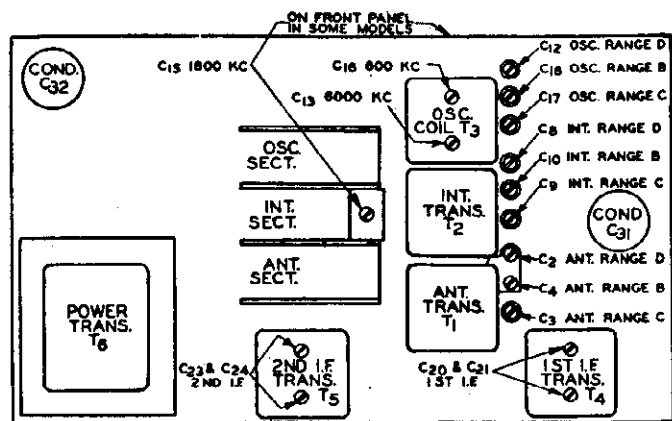 ON FRONT PANEL
IN SOME MODELS
COND.
C32
C15 1800 KC
C16 600 KC
C13 6000 KC
OSC.
COIL T3
C12 OSC. RANGE D
C16 OSC. RANGE B
C17 OSC. RANGE C
C8 INT. RANGE D
C10 INT. RANGE B
C9 INT. RANGE C
OSC.
SECT.
INT.
SECT.
ANT.
SECT.
INT.
TRANS.
T2
COND
C31
C2 ANT. RANGE D
C4 ANT. RANGE B
C3 ANT. RANGE C
ANT.
TRANS.
T1
POWER
TRANS.
T6
C23 & C24
2ND I.F
2ND I.F
TRANS.
T5
C20 & C21
1ST I.F
1ST I.F
TRANS.
T4